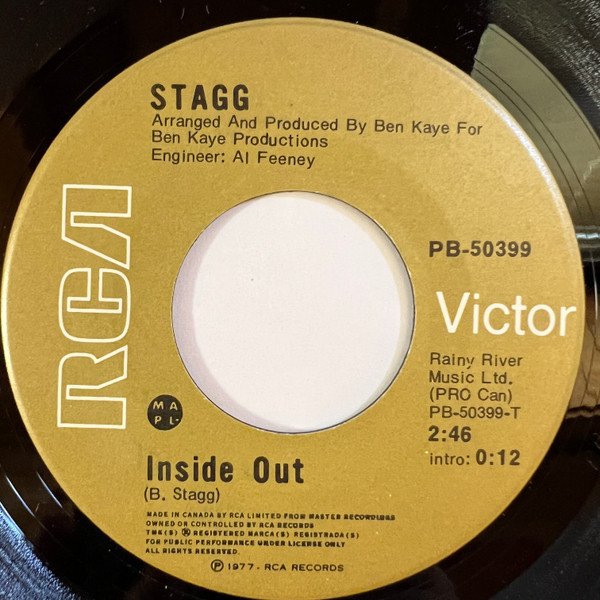 STAGG
Arranged And Produced By Ben Kaye For
Ben Kaye Productions
Engineer: Al Feeney
RCA
PB-50399
Victor
Rainy River
Music Ltd.
(PRO Can)
PB-50399-T
2:46
intro: 0:12
M A
P L
Inside Out
(B. Stagg)
MADE IN CANADA BY RCA LIMITED FROM MASTER RECORDINGS
OWNED OR CONTROLLED BY RCA RECORDS
TMK(S) ® REGISTERED MARCA(S) REGISTRADA(S)
FOR PUBLIC PERFORMANCE UNDER LICENSE ONLY
ALL RIGHTS RESERVED.
℗ 1977, RCA RECORDS